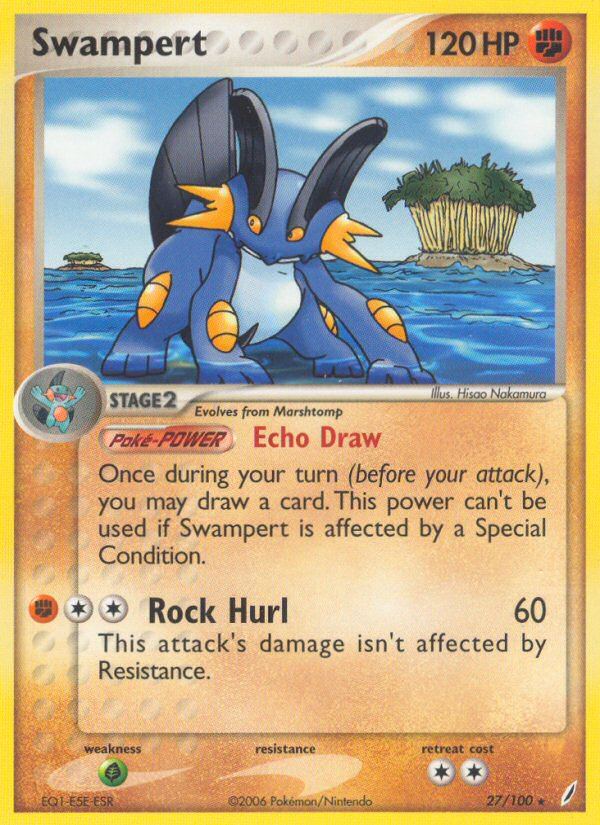 Swampert 120 HP
Illus. Hisao Nakamura
STAGE2
Evolves from Marshtomp
Poké-POWER Echo Draw
Once during your turn (before your attack),
you may draw a card. This power can't be
used if Swampert is affected by a Special
Condition.
Rock Hurl 60
This attack's damage isn't affected by
Resistance.
weakness resistance retreat cost
EQ1-E5E-ESR ©2006 Pokémon/Nintendo 27/100 ★